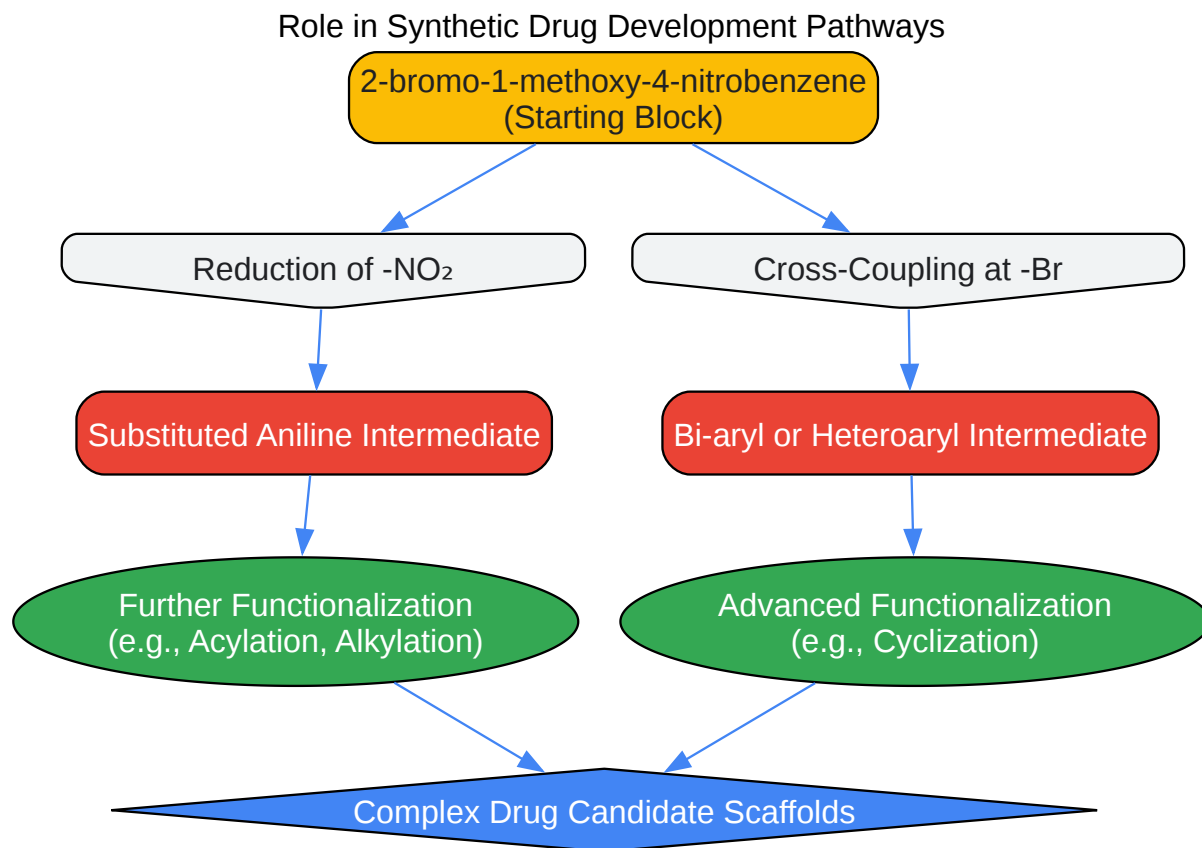 Role in Synthetic Drug Development Pathways
2-bromo-1-methoxy-4-nitrobenzene
(Starting Block)
Reduction of -NO₂
Cross-Coupling at -Br
Substituted Aniline Intermediate
Bi-aryl or Heteroaryl Intermediate
Further Functionalization
(e.g., Acylation, Alkylation)
Advanced Functionalization
(e.g., Cyclization)
Complex Drug Candidate Scaffolds